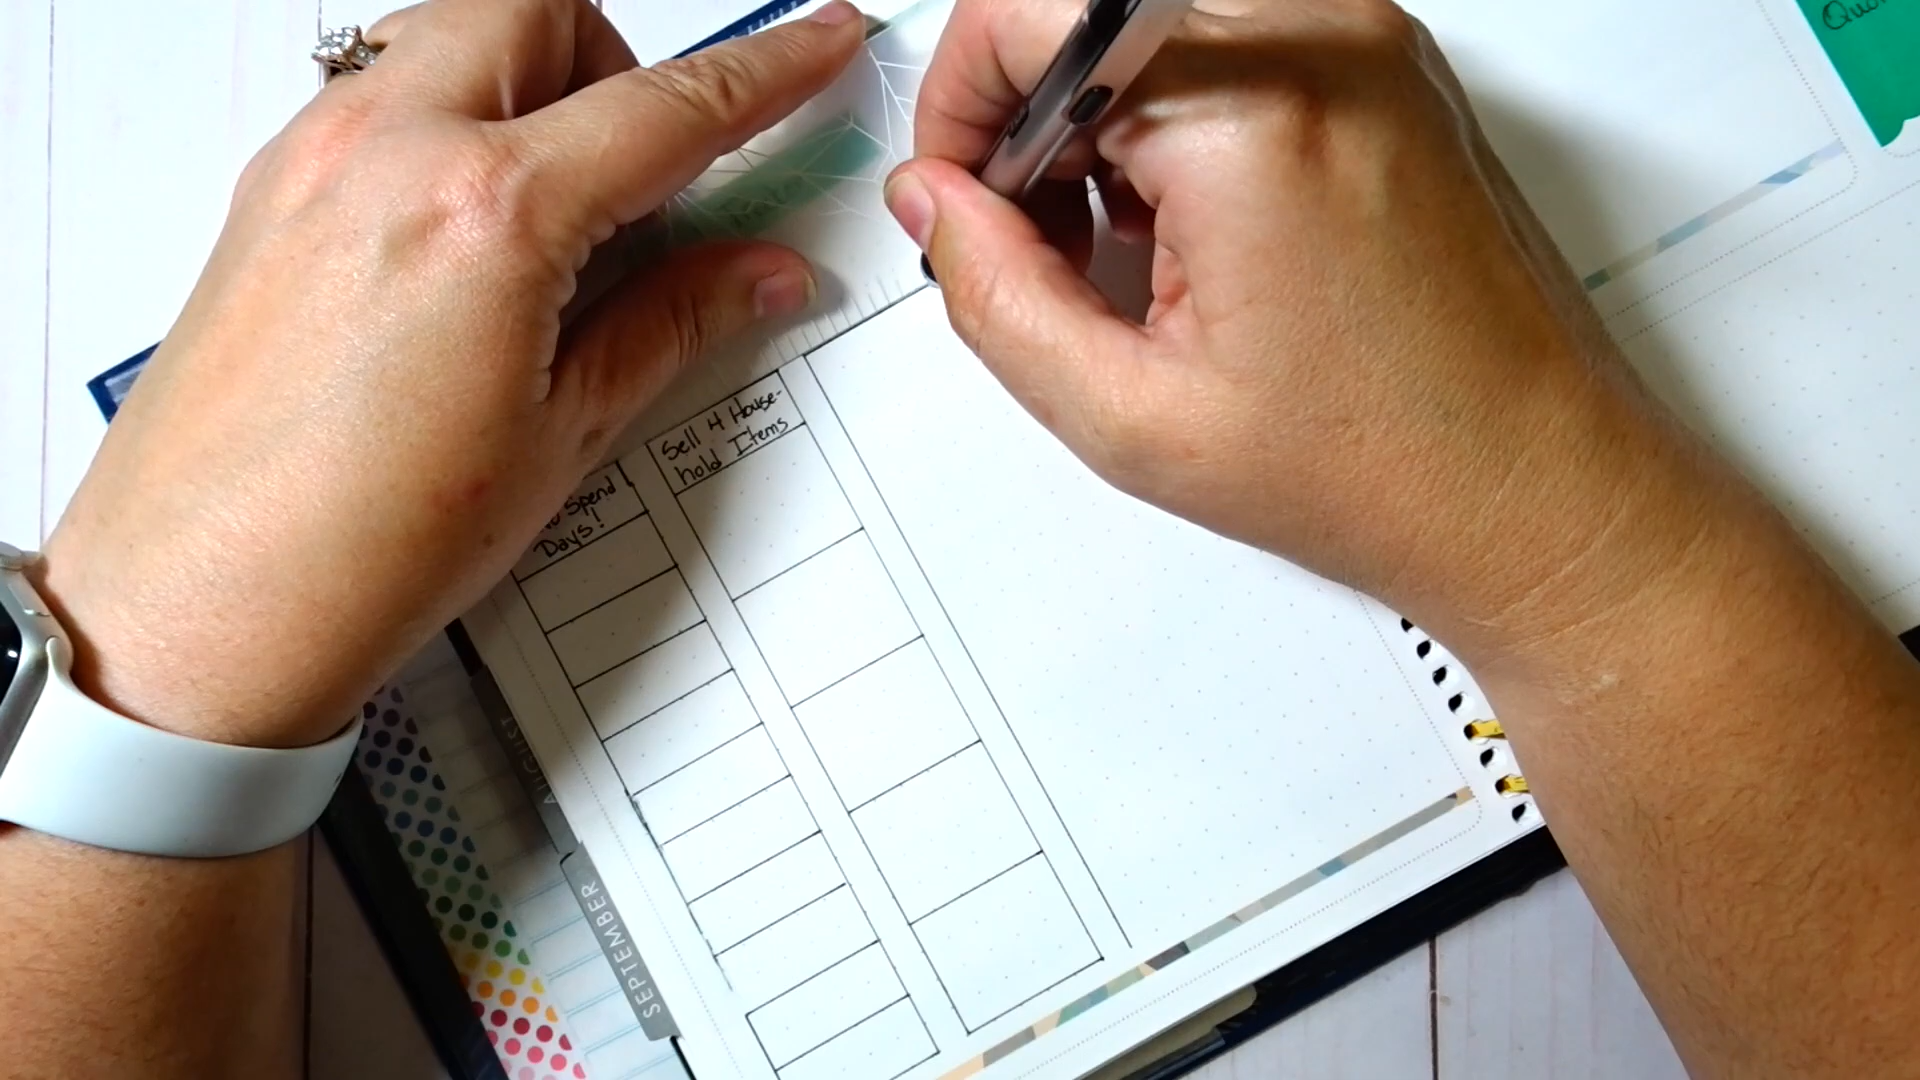 Sell 4 House-
hold Items
Spend
Days!
AUGUST
SEPTEMBER